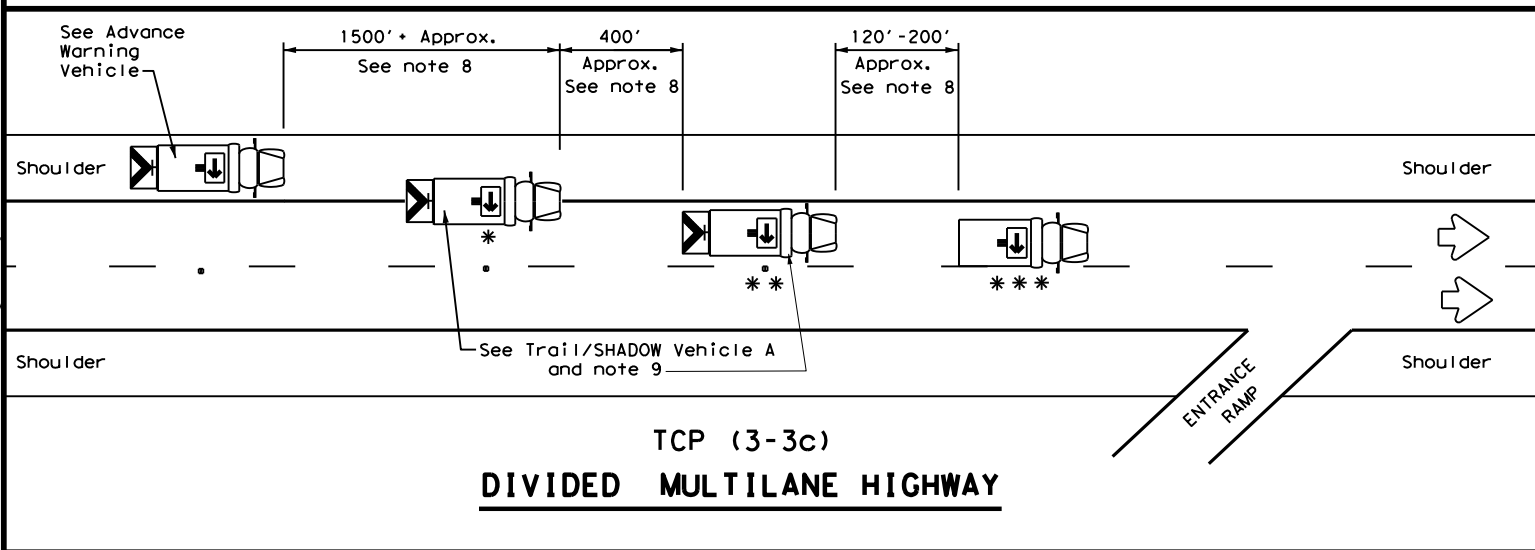 See Advance
Warning
Vehicle
1500'+ Approx.
See note 8
400'
Approx.
See note 8
120'-200'
Approx.
See note 8
Shoulder
Shoulder
*
**
***
See Trail/SHADOW Vehicle A
and note 9
Shoulder
Shoulder
ENTRANCE
RAMP
TCP (3-3c)
DIVIDED MULTILANE HIGHWAY